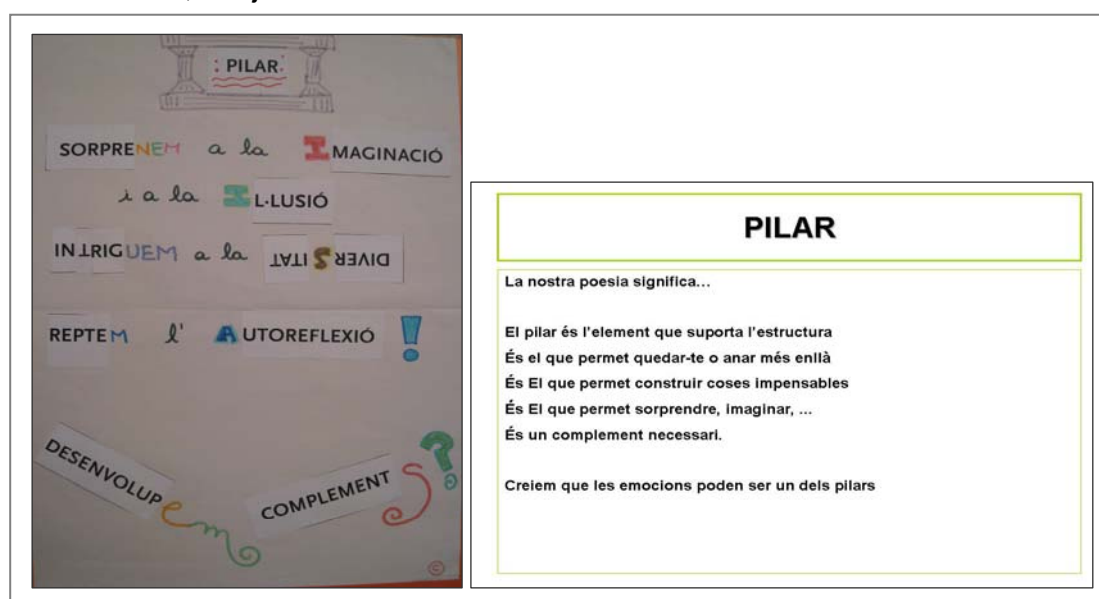 : PILAR :
SORPRENEM a la IMAGINACIÓ
i a la IL·LUSIÓ
INTRIGUEM a la DIVERSITAT
REPTEM l' AUTOREFLEXIÓ !
DESENVOLUPem COMPLEMENTS?
©
PILAR
La nostra poesia significa...
El pilar és l'element que suporta l'estructura
És el que permet quedar-te o anar més enllà
És El que permet construir coses impensables
És El que permet sorprendre, imaginar, ...
És un complement necessari.
Creiem que les emocions poden ser un dels pilars